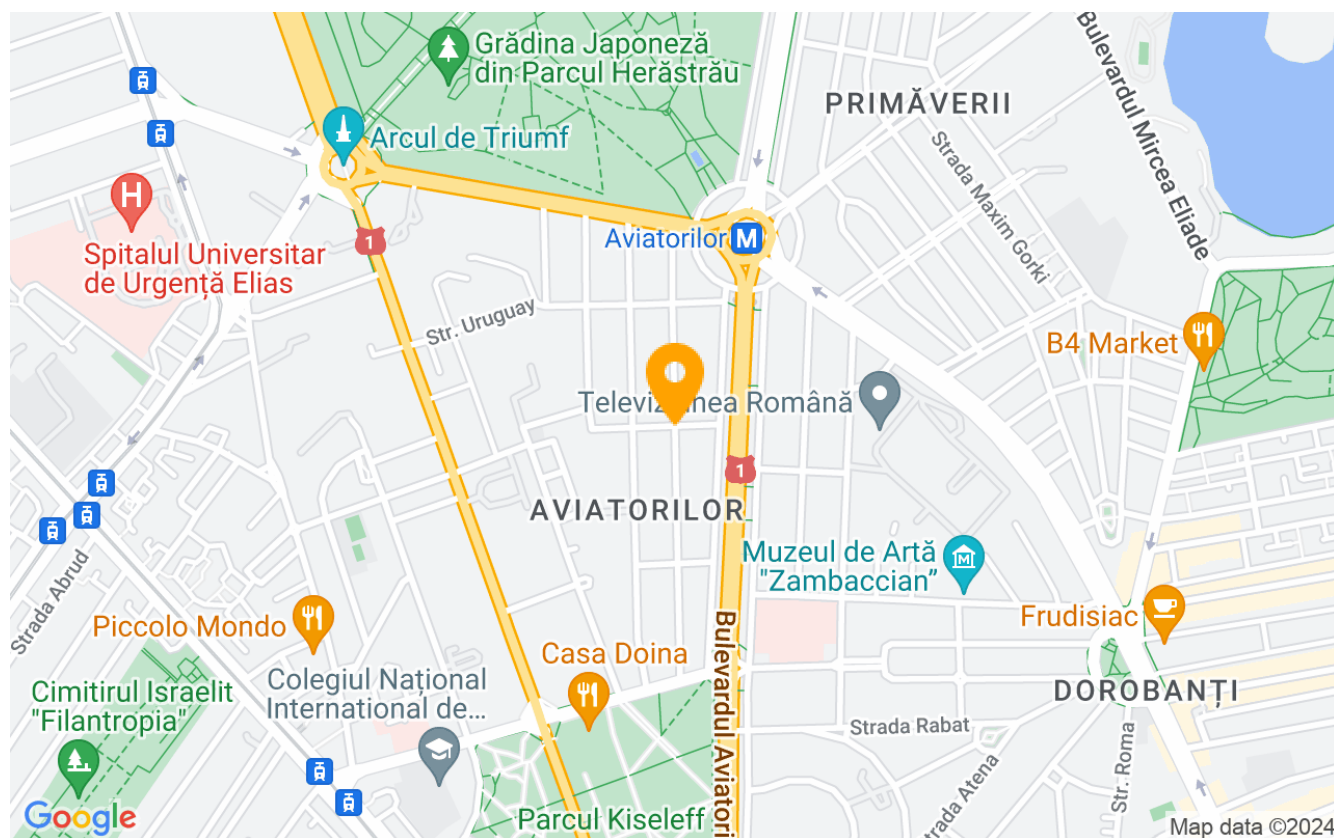 Grădina Japoneză
din Parcul Herăstrău
PRIMĂVERII
Bulevardul Mircea Eliade
Arcul de Triumf
Strada Maxim Gorki
H
Spitalul Universitar
de Urgență Elias
1
Aviatorilor
M
Str. Uruguay
B4 Market
Televiziunea Română
1
AVIATORILOR
Muzeul de Artă
"Zambaccian”
Strada Abrud
Piccolo Mondo
Frudisiac
Casa Doina
Bulevardul Aviatori
Cimitirul Israelit
"Filantropia"
Colegiul Național
International de...
DOROBANȚI
Strada Rabat
Str. Roma
trada Atena
Parcul Kiseleff
Google
Map data ©2024